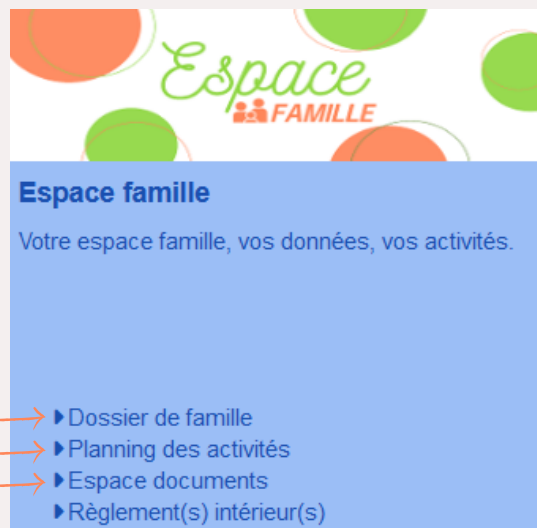 Espace
FAMILLE
Espace famille
Votre espace famille, vos données, vos activités.
Dossier de famille
Planning des activités
Espace documents
Règlement(s) intérieur(s)